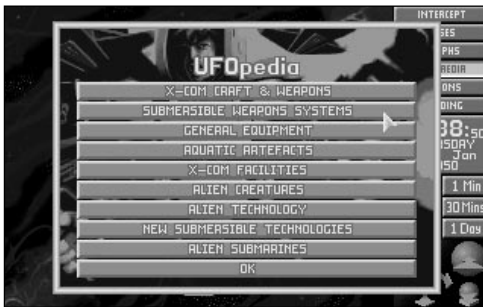 INTERCEPT
UFOpedia
X-COM CRAFT & WEAPONS
SUBMERSIBLE WEAPONS SYSTEMS
GENERAL EQUIPMENT
AQUATIC ARTEFACTS
X-COM FACILITIES
ALIEN CREATURES
ALIEN TECHNOLOGY
NEW SUBMERSIBLE TECHNOLOGIES
ALIEN SUBMARINES
OK
Jan
1 Min
30 Mins
1 Day